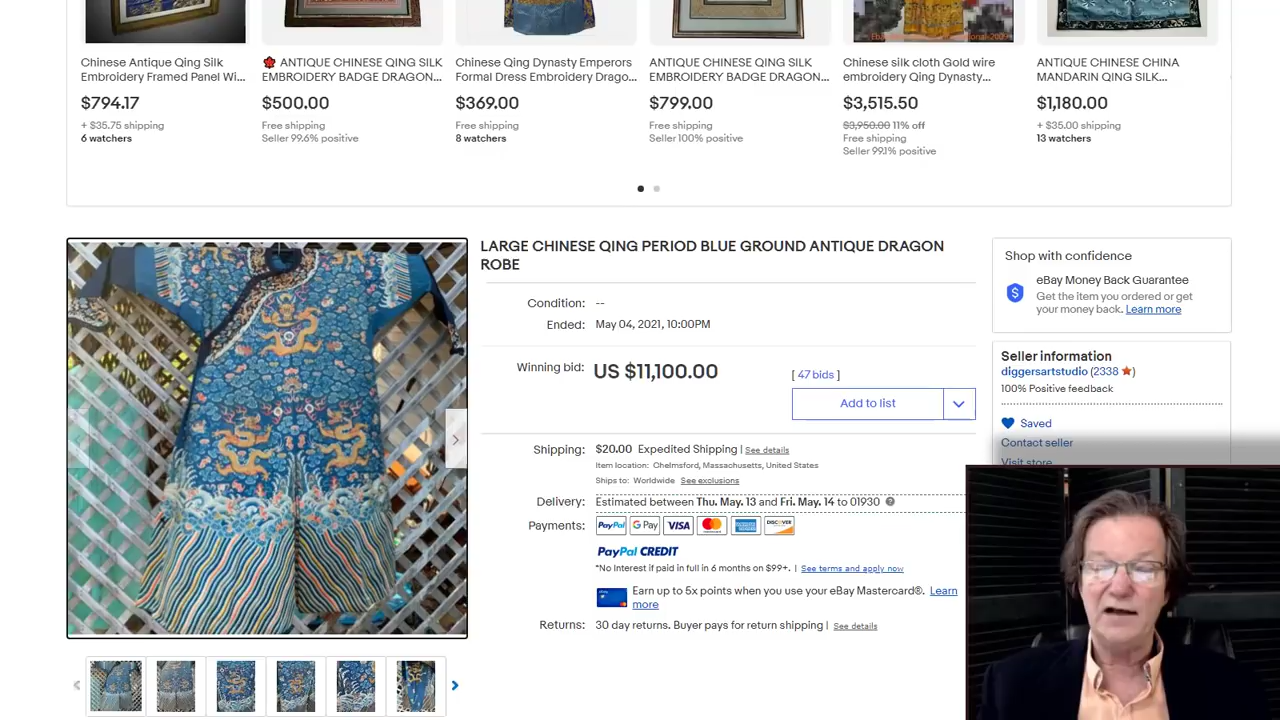 Chinese Antique Qing Silk
Embroidery Framed Panel Wi...
$794.17
+ $35.75 shipping
6 watchers
ANTIQUE CHINESE QING SILK
EMBROIDERY BADGE DRAGON...
$500.00
Free shipping
Seller 99.6% positive
Chinese Qing Dynasty Emperors
Formal Dress Embroidery Drago...
$369.00
Free shipping
8 watchers
ANTIQUE CHINESE QING SILK
EMBROIDERY BADGE DRAGON...
$799.00
Free shipping
Seller 100% positive
Chinese silk cloth Gold wire
embroidery Qing Dynasty...
$3,515.50
$3,950.00 11% off
Free shipping
Seller 99.1% positive
ANTIQUE CHINESE CHINA
MANDARIN QING SILK...
$1,180.00
+ $35.00 shipping
13 watchers
LARGE CHINESE QING PERIOD BLUE GROUND ANTIQUE DRAGON
ROBE
Condition: --
Ended: May 04, 2021, 10:00PM
Winning bid: US $11,100.00 [ 47 bids ]
Add to list
Shipping: $20.00 Expedited Shipping | See details
Item location: Chelmsford, Massachusetts, United States
Ships to: Worldwide See exclusions
Delivery: Estimated between Thu. May. 13 and Fri. May. 14 to 01930
Payments: PayPal G Pay VISA MasterCard AMERICAN EXPRESS DISCOVER
PayPal CREDIT
*No Interest if paid in full in 6 months on $99+. | See terms and apply now
Earn up to 5x points when you use your eBay Mastercard®. Learn
more
Returns: 30 day returns. Buyer pays for return shipping | See details
Shop with confidence
$
eBay Money Back Guarantee
Get the item you ordered or get
your money back. Learn more
Seller information
diggersartstudio (2338)
100% Positive feedback
Saved
Contact seller
Visit store